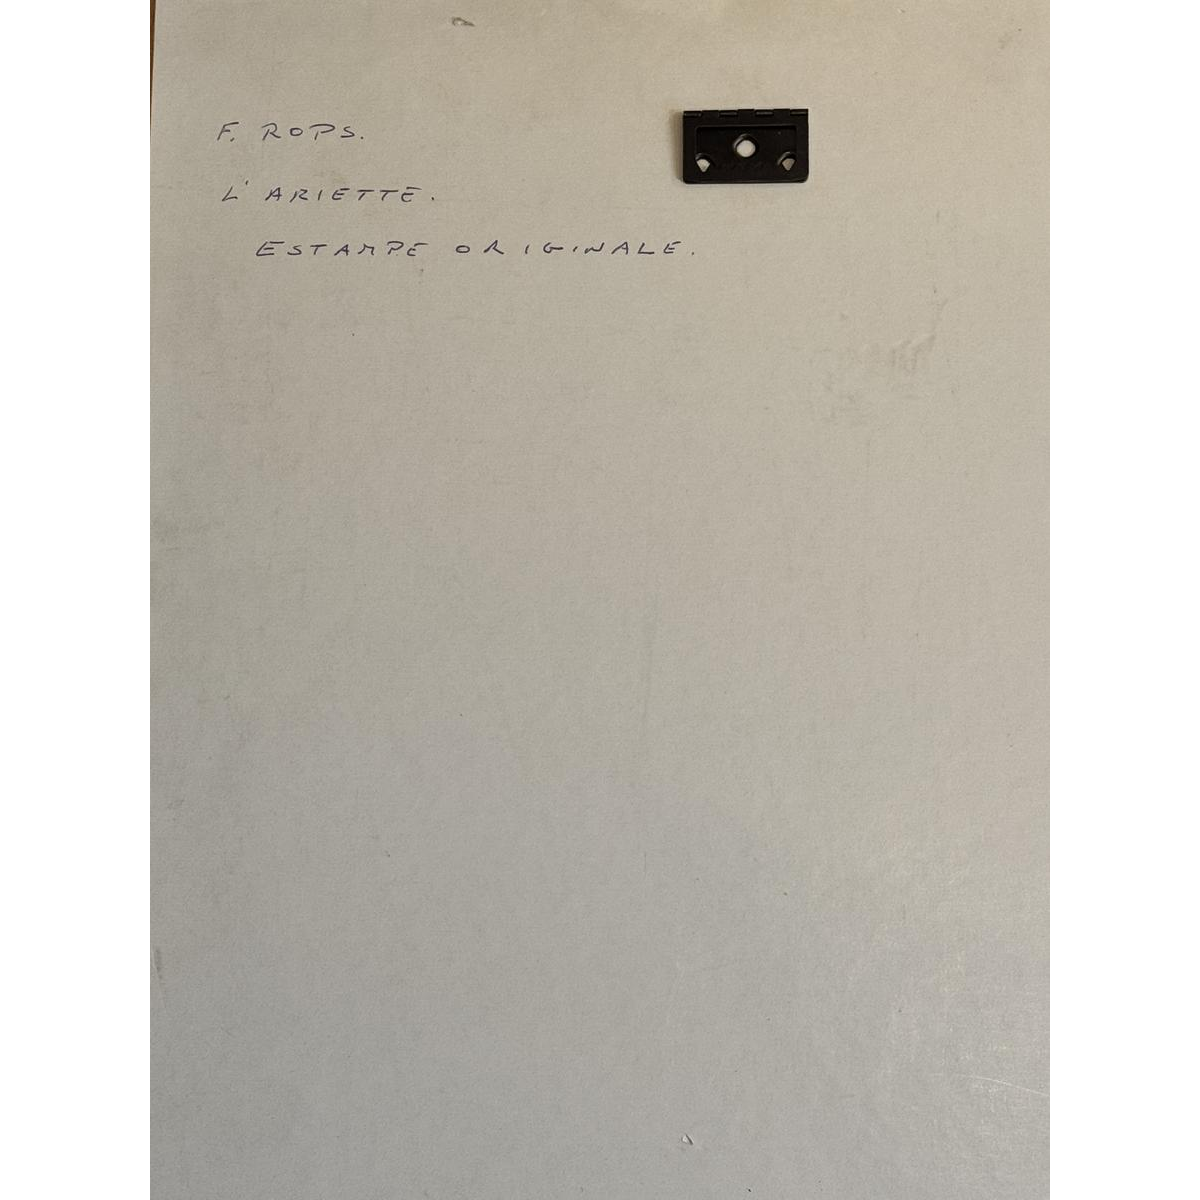 F. ROPS.
L'ARIETTE.
ESTAMPE ORIGINALE.